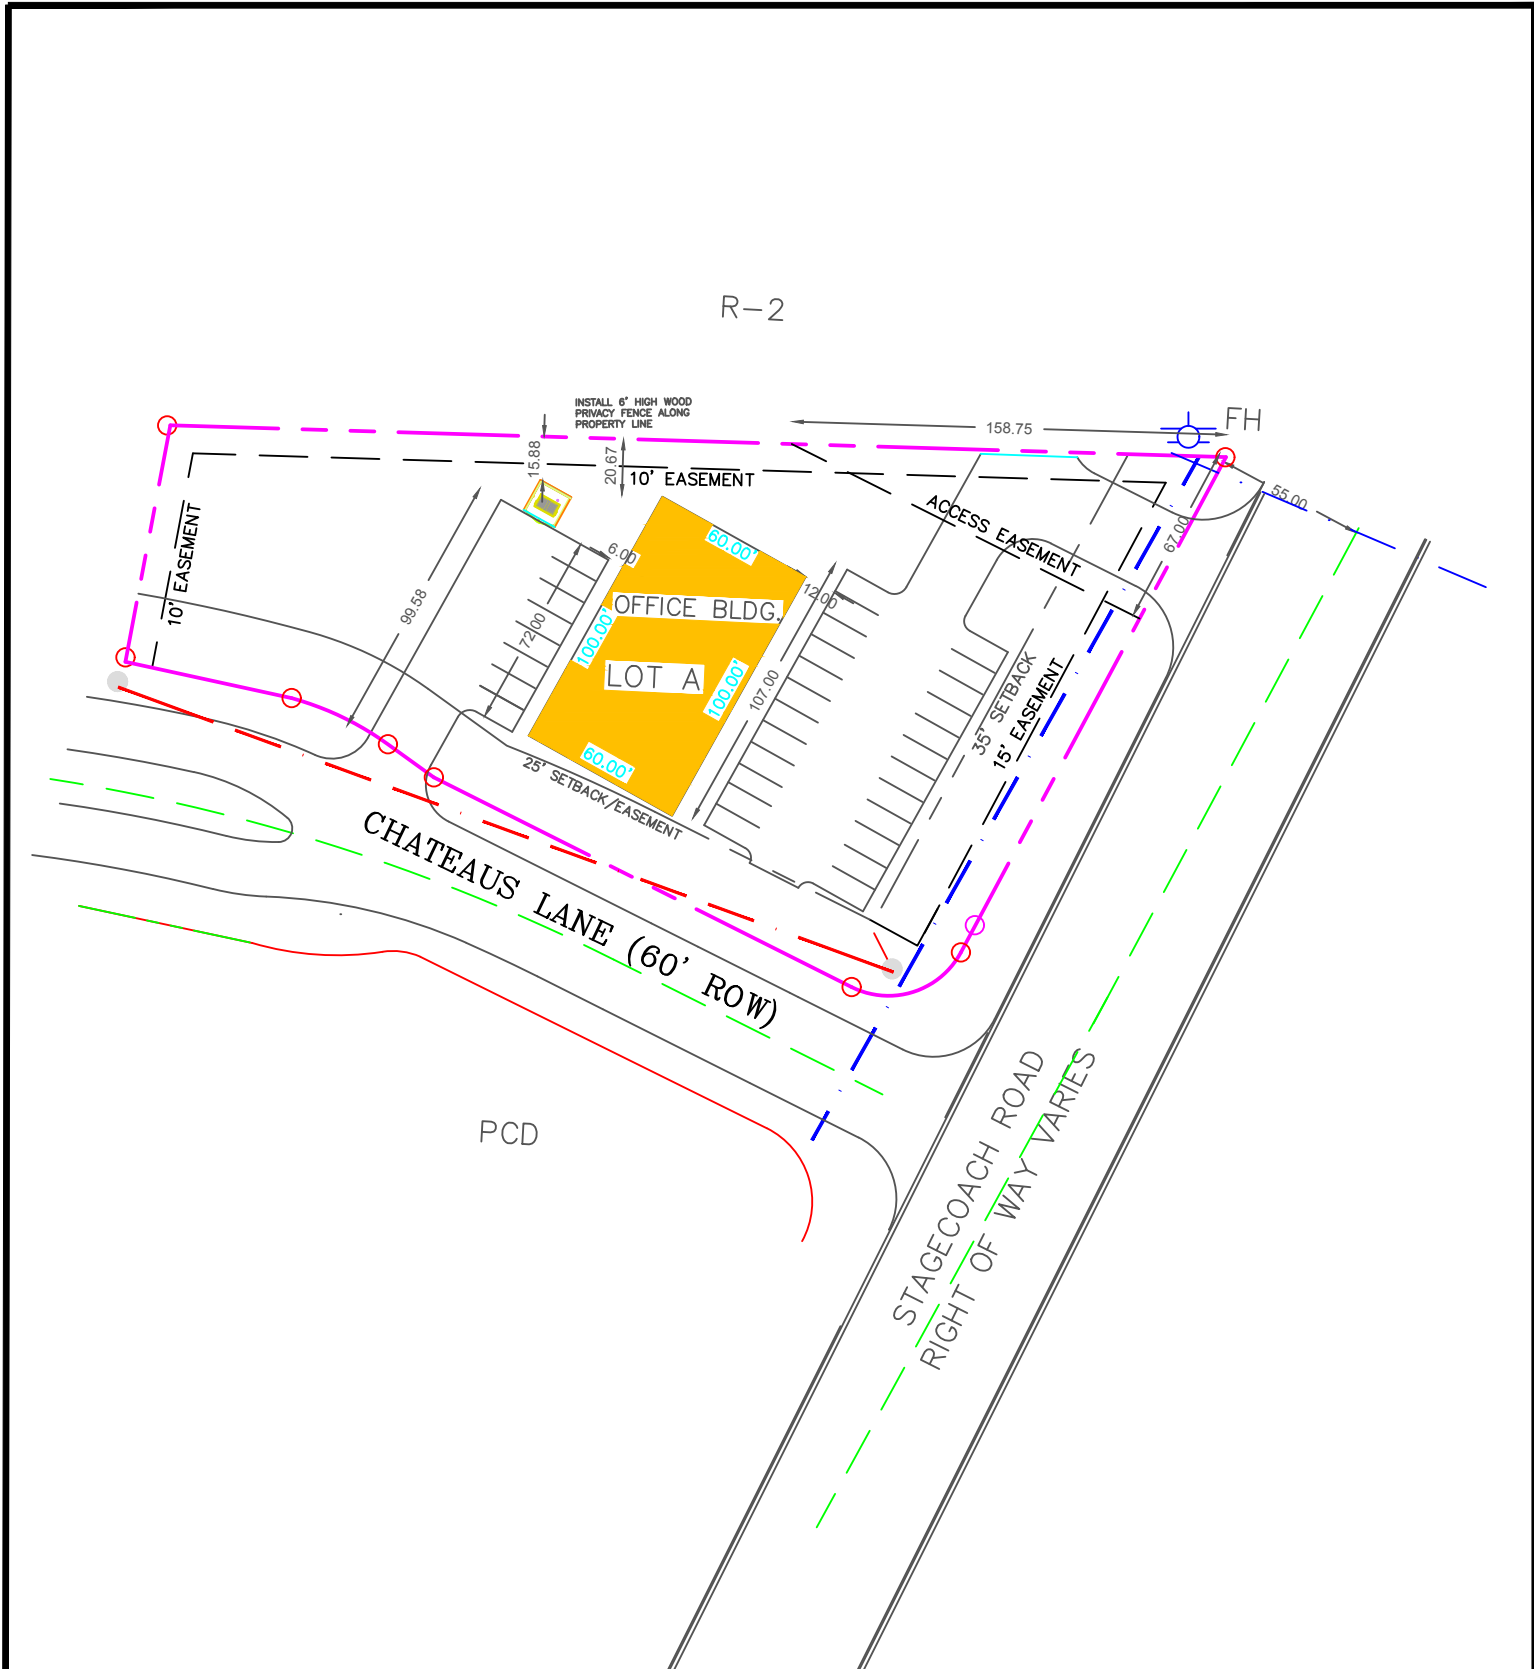 R-2
INSTALL 6' HIGH WOOD
PRIVACY FENCE ALONG
PROPERTY LINE
FH
158.75
15.88
20.67
10' EASEMENT
55.00
ACCESS EASEMENT
67.00
10' EASEMENT
6.00
60.00'
12.00
99.58
72.00
100.00'
OFFICE BLDG.
LOT A
100.00'
107.00
35' SETBACK
15' EASEMENT
60.00'
25' SETBACK/EASEMENT
CHATEAUS LANE (60' ROW)
PCD
STAGECOACH ROAD
RIGHT OF WAY VARIES